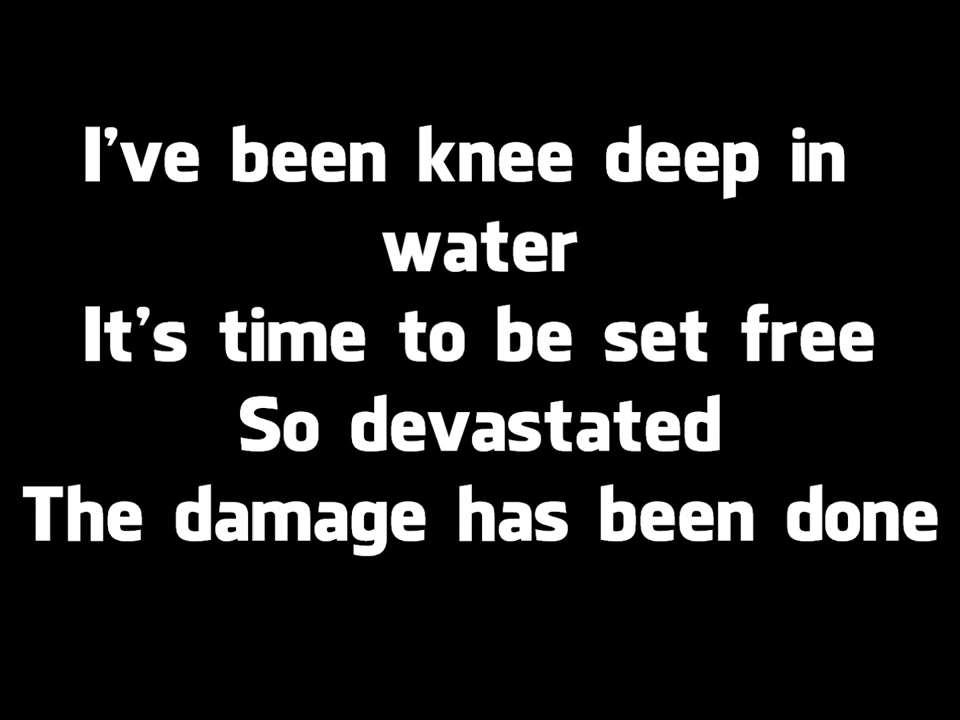 I've been knee deep in
water
It's time to be set free
So devastated
The damage has been done